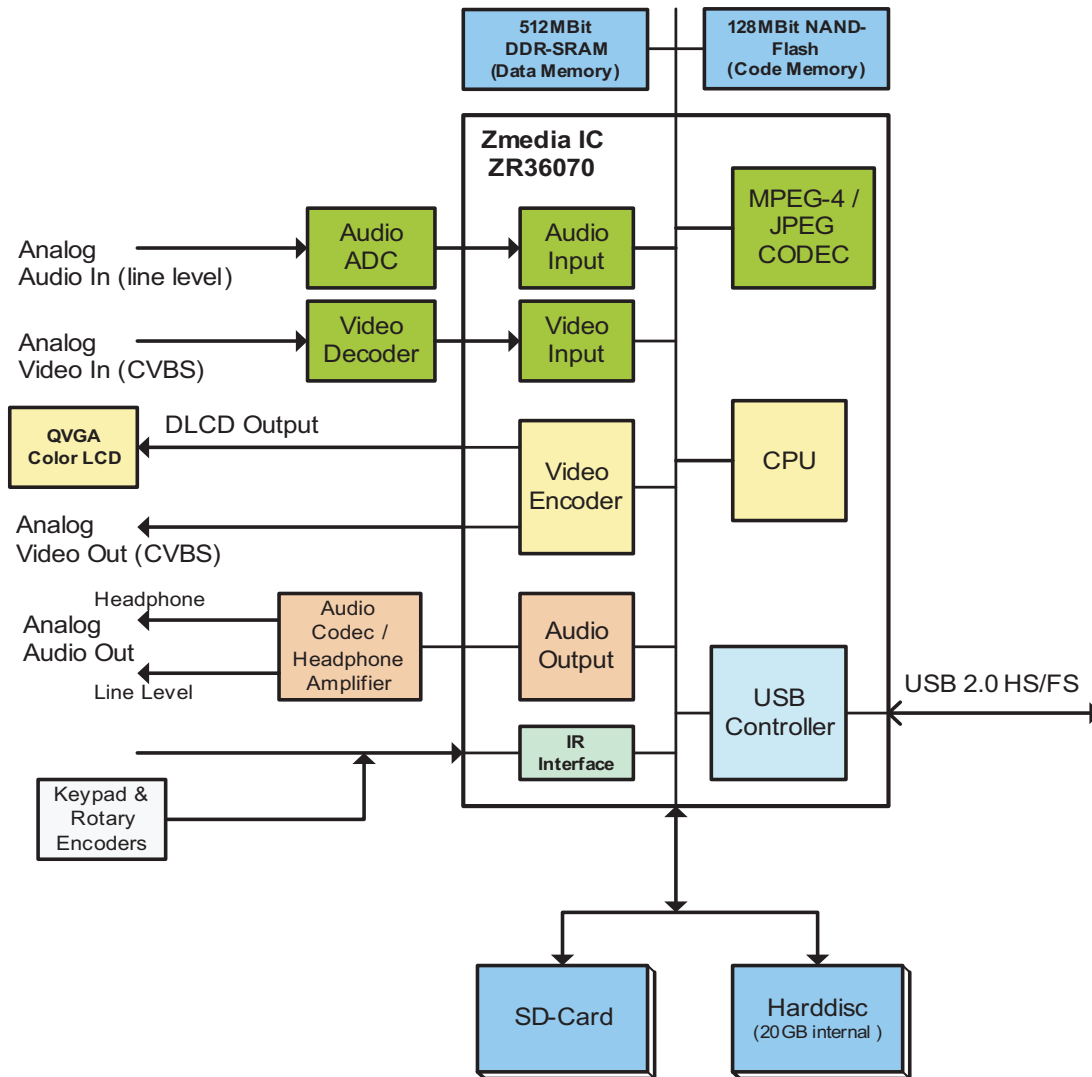 512MBit
DDR-SRAM
(Data Memory)
128MBit NAND-
Flash
(Code Memory)
Zmedia IC
ZR36070
MPEG-4 /
JPEG
CODEC
Analog
Audio In (line level)
Audio
ADC
Audio
Input
Analog
Video In (CVBS)
Video
Decoder
Video
Input
QVGA
Color LCD
DLCD Output
Video
Encoder
CPU
Analog
Video Out (CVBS)
Headphone
Analog
Audio Out
Line Level
Audio
Codec /
Headphone
Amplifier
Audio
Output
USB
Controller
USB 2.0 HS/FS
IR
Interface
Keypad &
Rotary
Encoders
SD-Card
Harddisc
(20GB internal )